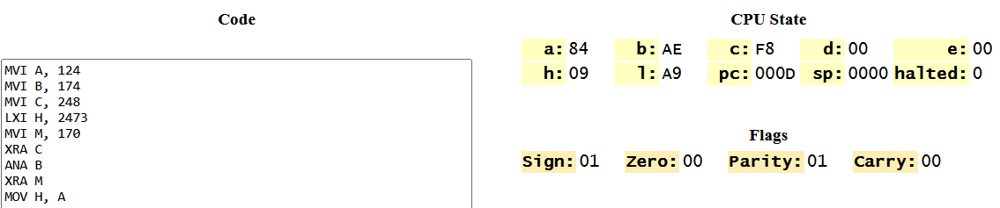 Code
MVI A, 124
MVI B, 174
MVI C, 248
LXI H, 2473
MVI M, 170
XRA C
ANA B
XRA M
MOV H, A
CPU State
a: 84 b: AE c: F8 d: 00 e: 00
h: 09 l: A9 pc: 000D sp: 0000 halted: 0
Flags
Sign: 01 Zero: 00 Parity: 01 Carry: 00